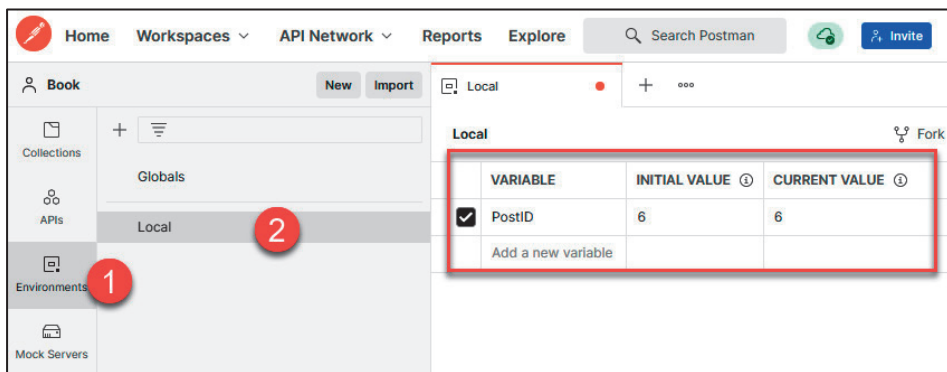 Home Workspaces API Network Reports Explore Search Postman Invite
Book New Import Local
Collections
Local Fork
Globals
VARIABLE INITIAL VALUE CURRENT VALUE
APIs
PostID 6 6
Local 2
Add a new variable
Environments 1
Mock Servers